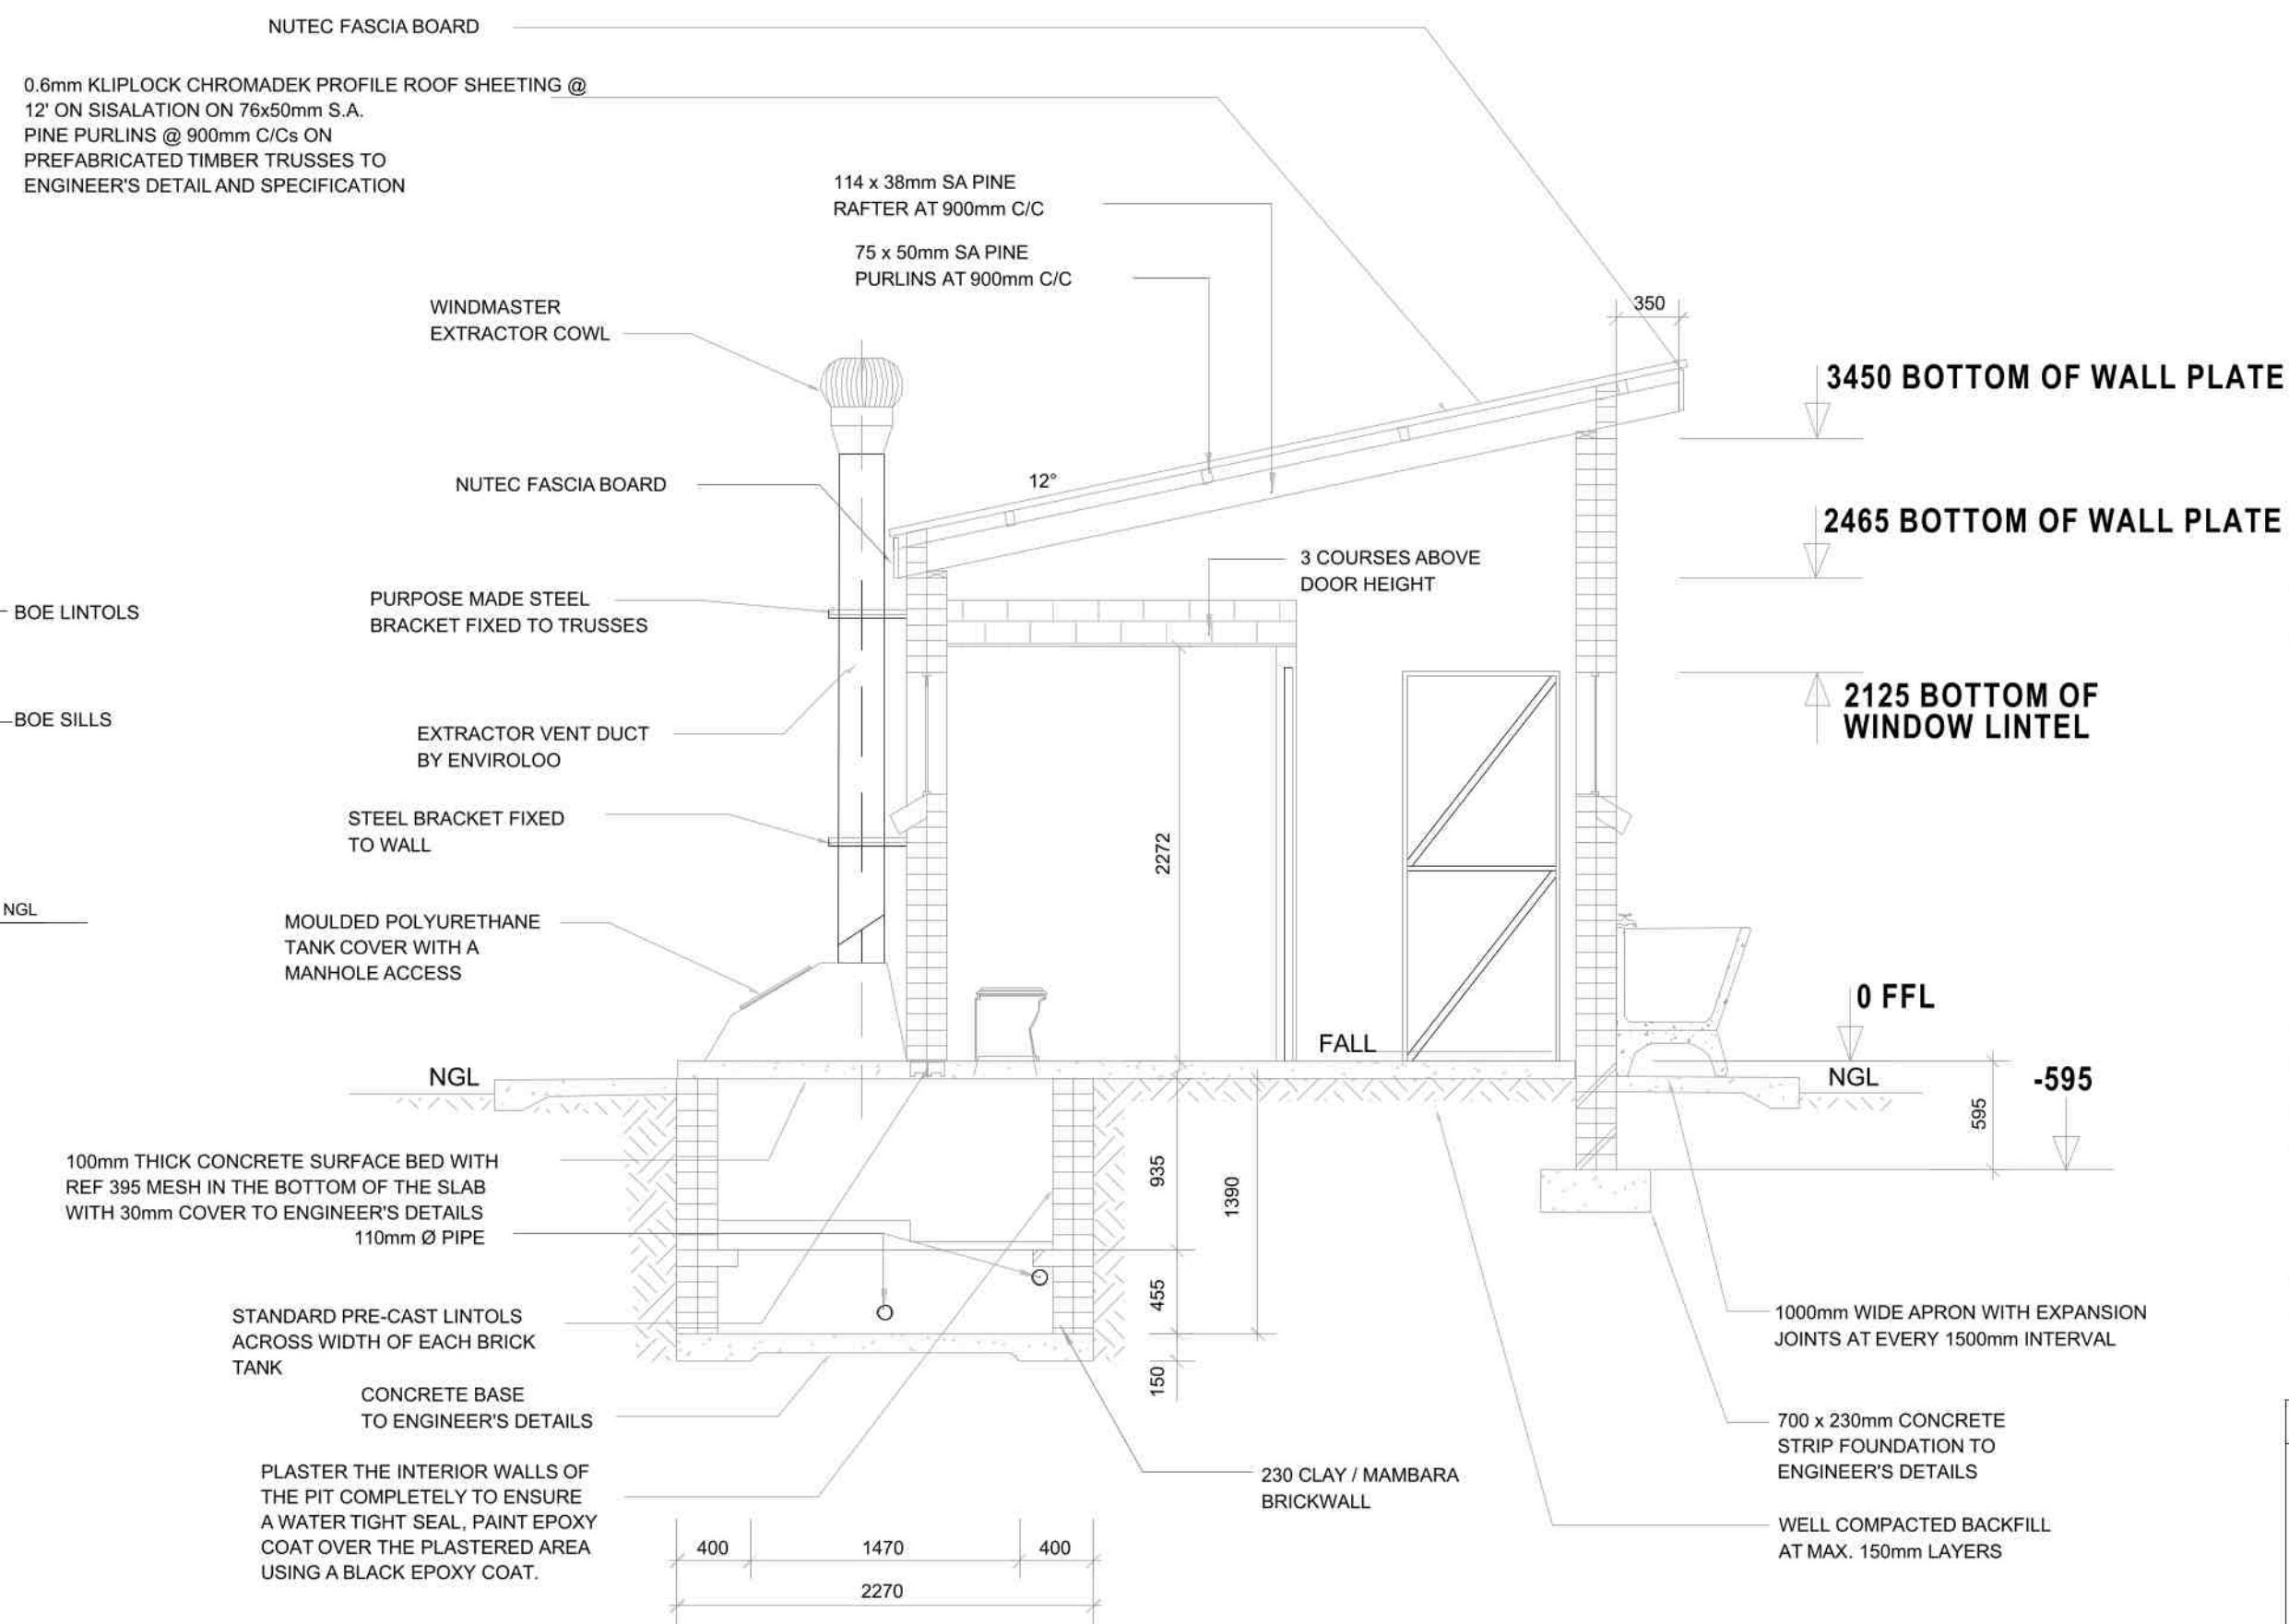 NUTEC FASCIA BOARD
0.6mm KLIPLOCK CHROMADEK PROFILE ROOF SHEETING @
12' ON SISALATION ON 76x50mm S.A.
PINE PURLINS @ 900mm C/Cs ON
PREFABRICATED TIMBER TRUSSES TO
ENGINEER'S DETAIL AND SPECIFICATION
114 x 38mm SA PINE
RAFTER AT 900mm C/C
75 x 50mm SA PINE
PURLINS AT 900mm C/C
WINDMASTER
EXTRACTOR COWL
350
3450 BOTTOM OF WALL PLATE
NUTEC FASCIA BOARD
12°
2465 BOTTOM OF WALL PLATE
3 COURSES ABOVE
DOOR HEIGHT
BOE LINTOLS
PURPOSE MADE STEEL
BRACKET FIXED TO TRUSSES
BOE SILLS
2125 BOTTOM OF
WINDOW LINTEL
EXTRACTOR VENT DUCT
BY ENVIROLOO
STEEL BRACKET FIXED
TO WALL
2272
NGL
MOULDED POLYURETHANE
TANK COVER WITH A
MANHOLE ACCESS
0 FFL
FALL
NGL
NGL
-595
595
100mm THICK CONCRETE SURFACE BED WITH
REF 395 MESH IN THE BOTTOM OF THE SLAB
WITH 30mm COVER TO ENGINEER'S DETAILS
110mm Ø PIPE
935
1390
455
150
STANDARD PRE-CAST LINTOLS
ACROSS WIDTH OF EACH BRICK
TANK
1000mm WIDE APRON WITH EXPANSION
JOINTS AT EVERY 1500mm INTERVAL
CONCRETE BASE
TO ENGINEER'S DETAILS
700 x 230mm CONCRETE
STRIP FOUNDATION TO
ENGINEER'S DETAILS
PLASTER THE INTERIOR WALLS OF
THE PIT COMPLETELY TO ENSURE
A WATER TIGHT SEAL, PAINT EPOXY
COAT OVER THE PLASTERED AREA
USING A BLACK EPOXY COAT.
230 CLAY / MAMBARA
BRICKWALL
WELL COMPACTED BACKFILL
AT MAX. 150mm LAYERS
400
1470
400
2270